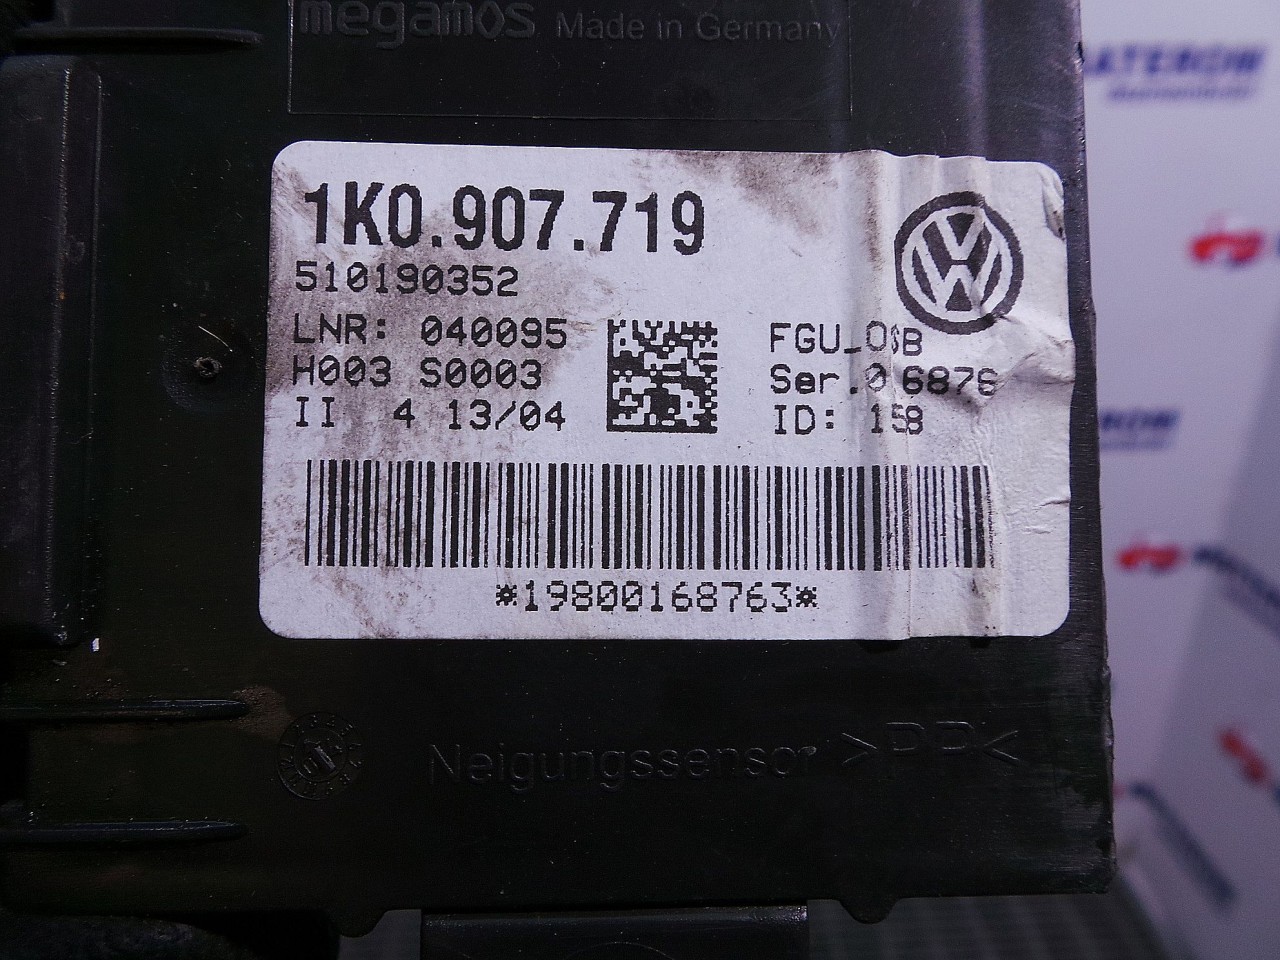 megamos Made in Germany
1K0.907.719
510190352
LNR: 040095
H003 S0003
II 4 13/04
FGU_OSB
Ser.0 6876
ID: 158
*19800168763*
Neigungssensor >PP<
ATEROM